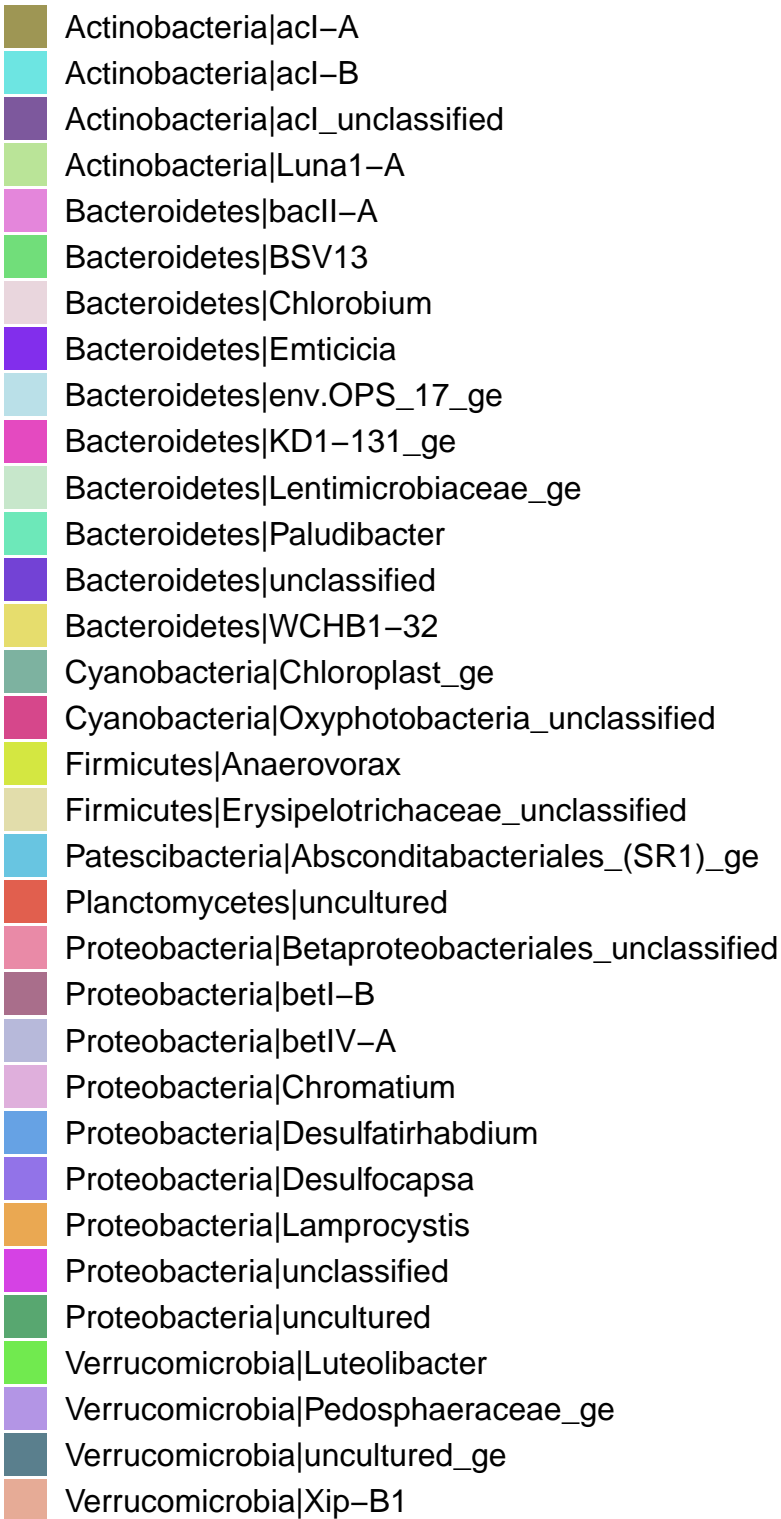 Actinobacteria|acI−A
Actinobacteria|acI−B
Actinobacteria|acI_unclassified
Actinobacteria|Luna1−A
Bacteroidetes|bacII−A
Bacteroidetes|BSV13
Bacteroidetes|Chlorobium
Bacteroidetes|Emticicia
Bacteroidetes|env.OPS_17_ge
Bacteroidetes|KD1−131_ge
Bacteroidetes|Lentimicrobiaceae_ge
Bacteroidetes|Paludibacter
Bacteroidetes|unclassified
Bacteroidetes|WCHB1−32
Cyanobacteria|Chloroplast_ge
Cyanobacteria|Oxyphotobacteria_unclassified
Firmicutes|Anaerovorax
Firmicutes|Erysipelotrichaceae_unclassified
Patescibacteria|Absconditabacteriales_(SR1)_ge
Planctomycetes|uncultured
Proteobacteria|Betaproteobacteriales_unclassified
Proteobacteria|betI−B
Proteobacteria|betIV−A
Proteobacteria|Chromatium
Proteobacteria|Desulfatirhabdium
Proteobacteria|Desulfocapsa
Proteobacteria|Lamprocystis
Proteobacteria|unclassified
Proteobacteria|uncultured
Verrucomicrobia|Luteolibacter
Verrucomicrobia|Pedosphaeraceae_ge
Verrucomicrobia|uncultured_ge
Verrucomicrobia|Xip−B1